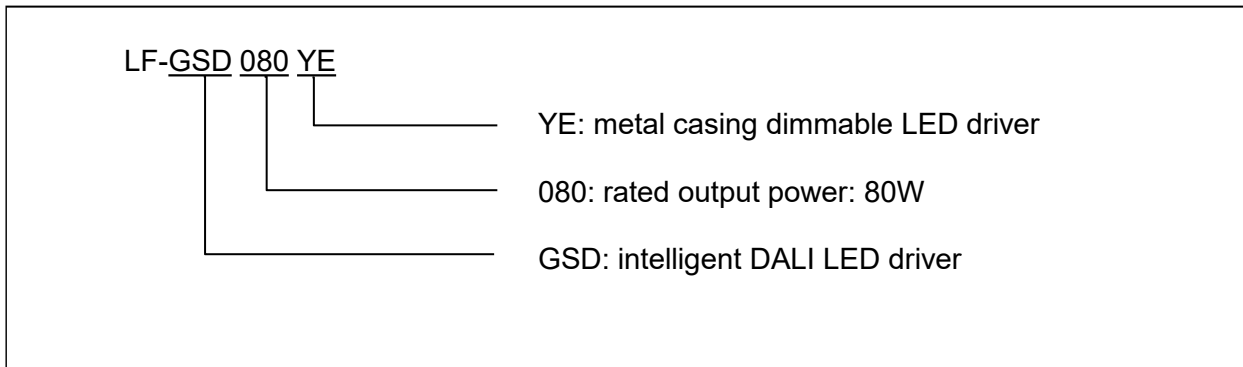 LF-GSD 080 YE
YE: metal casing dimmable LED driver
080: rated output power: 80W
GSD: intelligent DALI LED driver